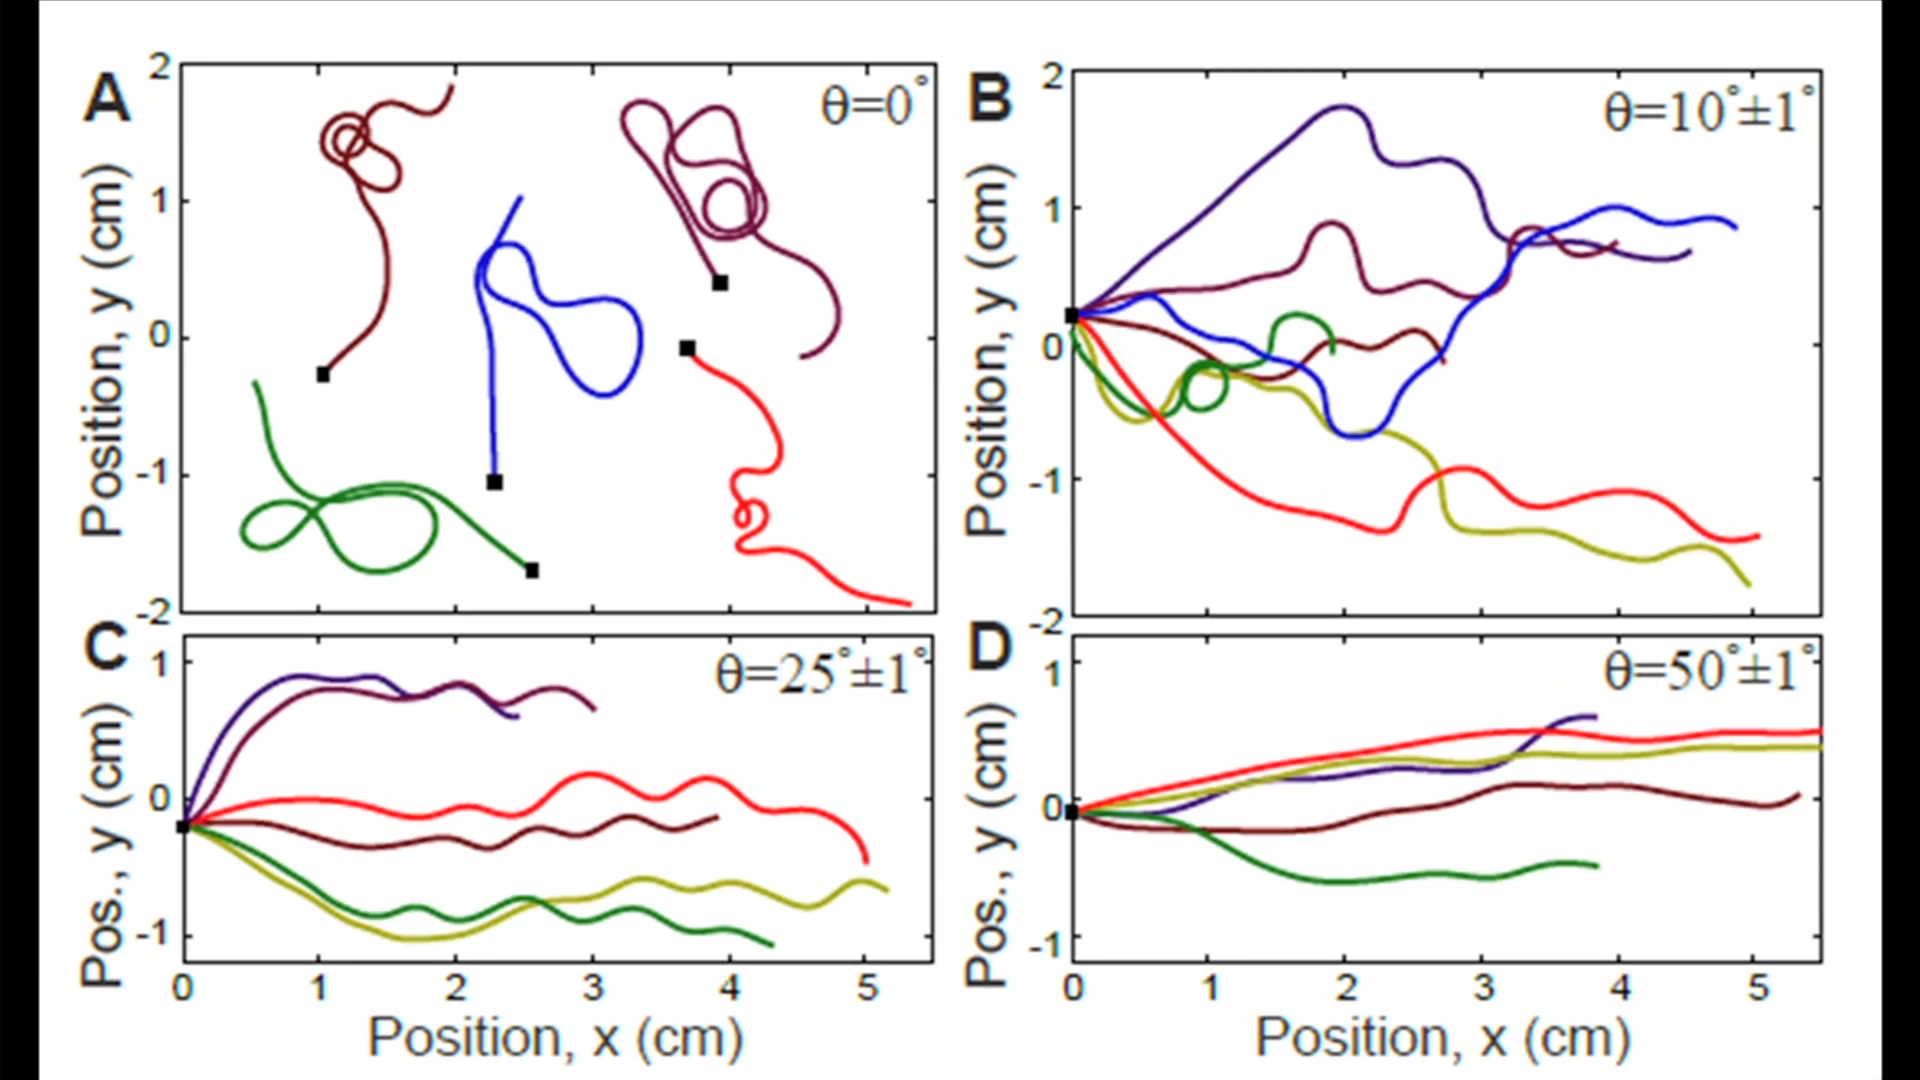 A
θ=0°
2
1
0
-1
-2
Position, y (cm)
B
θ=10°±1°
2
1
0
-1
-2
Position, y (cm)
C
θ=25°±1°
1
0
-1
Pos., y (cm)
0 1 2 3 4 5
Position, x (cm)
D
θ=50°±1°
1
0
-1
Pos., y (cm)
0 1 2 3 4 5
Position, x (cm)